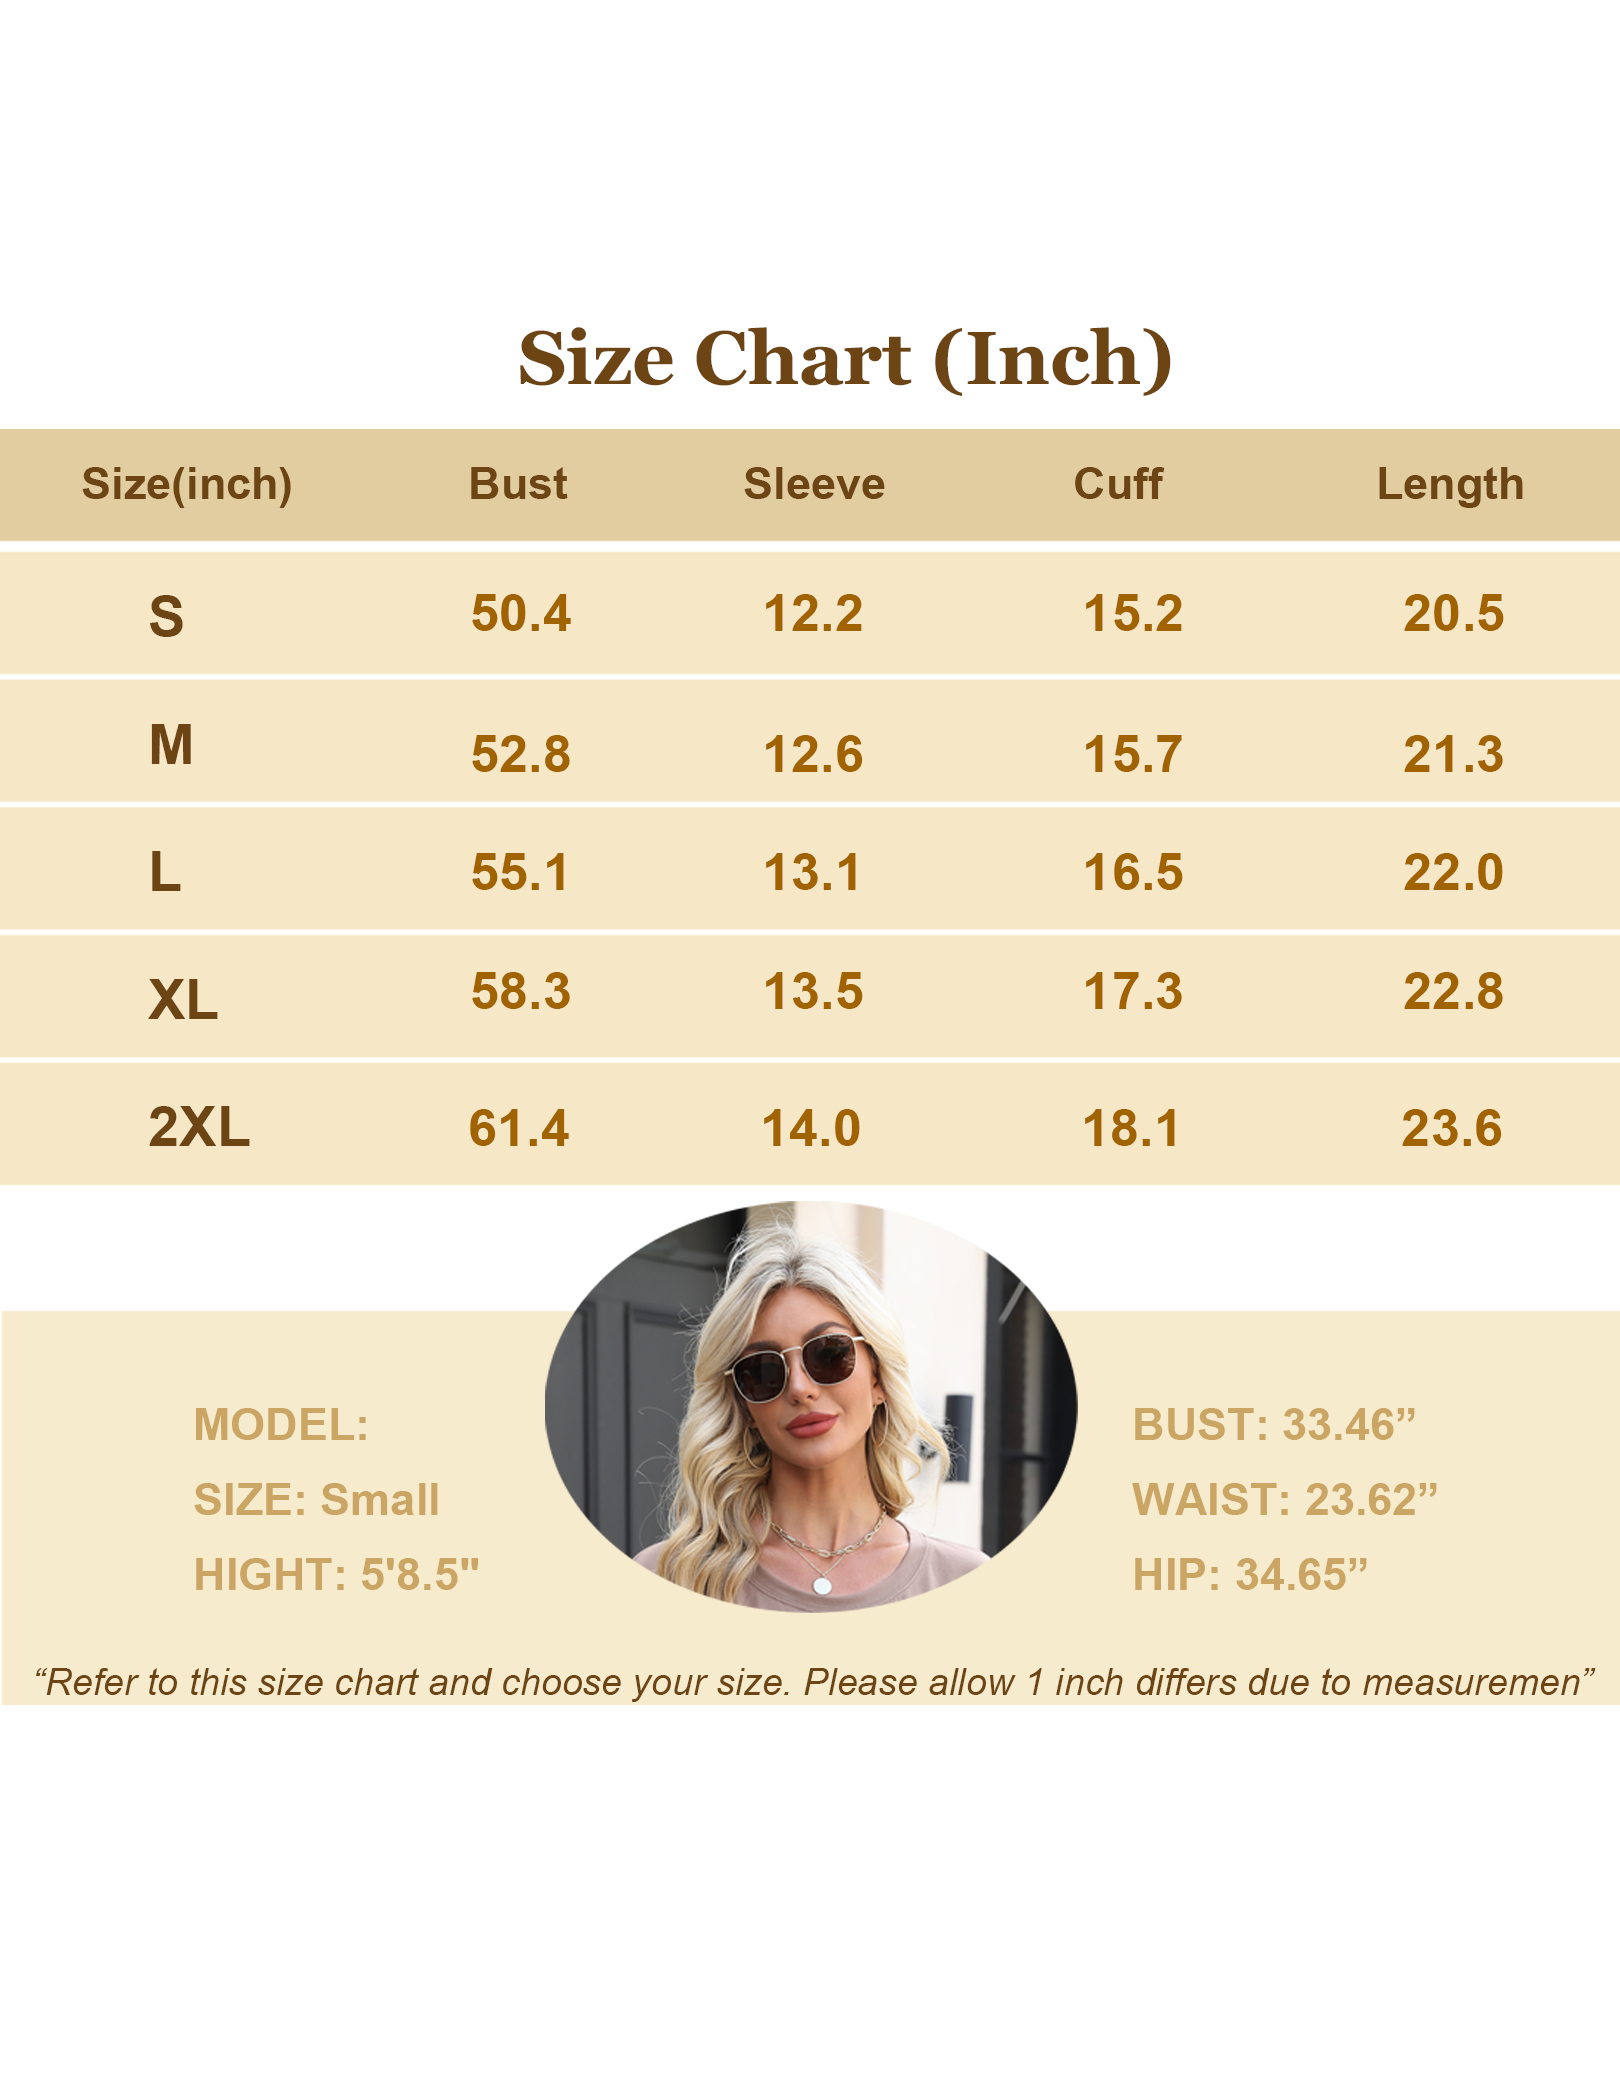 Size Chart (Inch)
Size(inch) Bust Sleeve Cuff Length
S 50.4 12.2 15.2 20.5
M 52.8 12.6 15.7 21.3
L 55.1 13.1 16.5 22.0
XL 58.3 13.5 17.3 22.8
2XL 61.4 14.0 18.1 23.6
MODEL:
SIZE: Small
HIGHT: 5'8.5"
BUST: 33.46”
WAIST: 23.62”
HIP: 34.65”
“Refer to this size chart and choose your size. Please allow 1 inch differs due to measuremen”